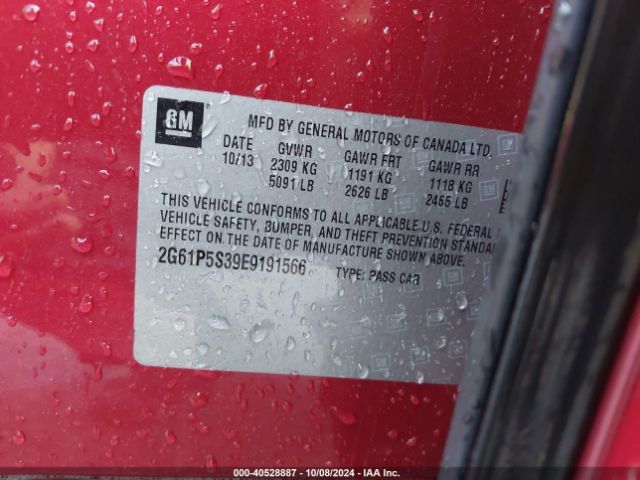 GM
MFD BY GENERAL MOTORS OF CANADA LTD.
DATE GVWR GAWR FRT GAWR RR
10/13 2309 KG 1191 KG 1118 KG
5091 LB 2626 LB 2465 LB
THIS VEHICLE CONFORMS TO ALL APPLICABLE U.S. FEDERAL
VEHICLE SAFETY, BUMPER, AND THEFT PREVENTION STANDA
EFFECT ON THE DATE OF MANUFACTURE SHOWN ABOVE.
2G61P5S39E9191566 TYPE: PASS CAR
000-40528887 - 10/08/2024 - IAA Inc.